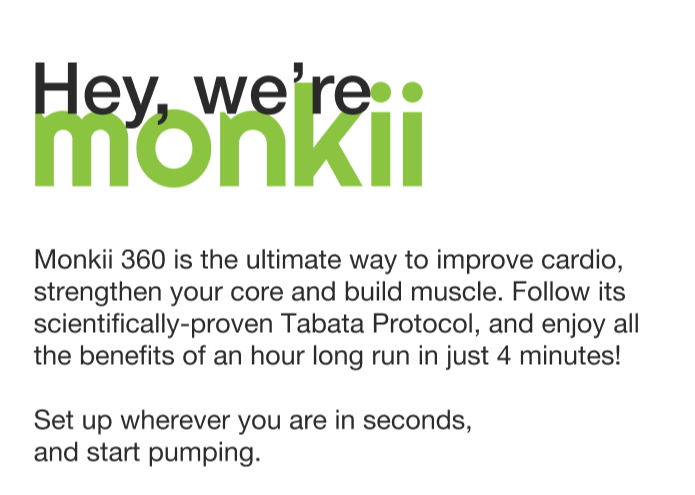 Hey, we're
monkii
Monkii 360 is the ultimate way to improve cardio,
strengthen your core and build muscle. Follow its
scientifically-proven Tabata Protocol, and enjoy all
the benefits of an hour long run in just 4 minutes!
Set up wherever you are in seconds,
and start pumping.